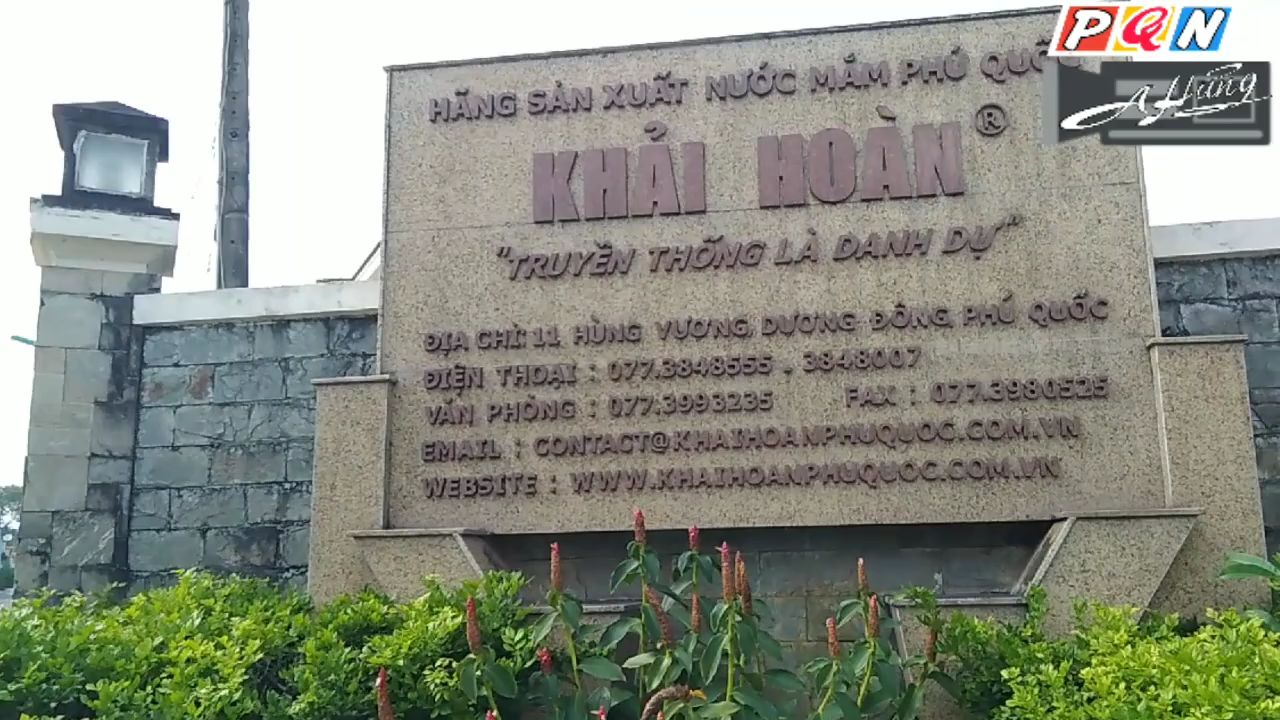 PQN
AHưng
HÃNG SẢN XUẤT NƯỚC MẮM PHÚ QUỐC
KHẢI HOÀN ®
"TRUYỀN THỐNG LÀ DANH DỰ"
ĐỊA CHỈ: 11 HÙNG VƯƠNG, DƯƠNG ĐÔNG, PHÚ QUỐC
ĐIỆN THOẠI : 077.3848555 . 3848007
VĂN PHÒNG : 077.3993235 FAX : 077.3980525
EMAIL : CONTACT@KHAIHOANPHUQUOC.COM.VN
WEBSITE : WWW.KHAIHOANPHUQUOC.COM.VN